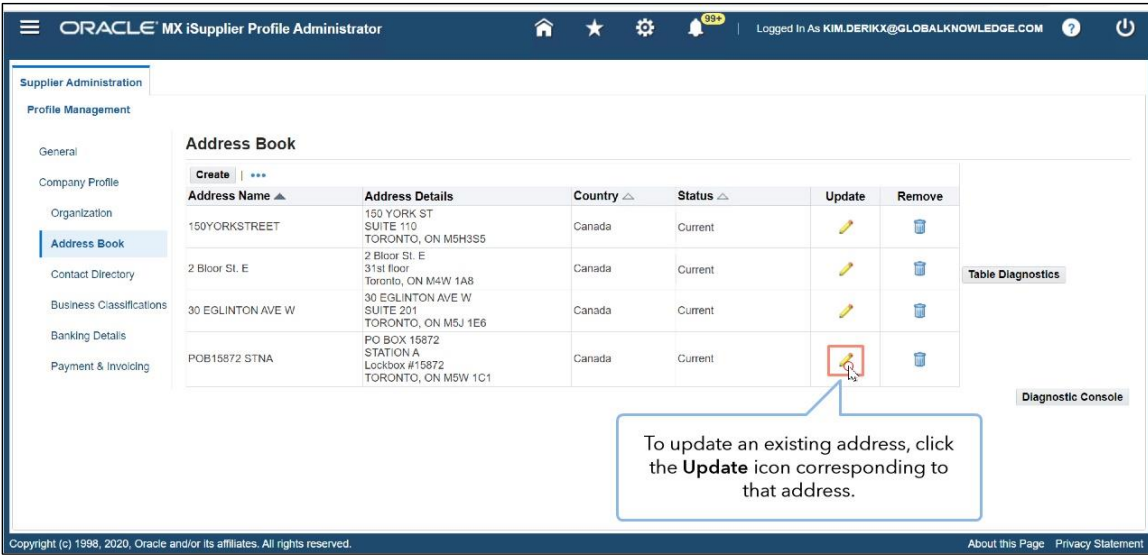 ORACLE® MX iSupplier Profile Administrator 99+ | Logged In As KIM.DERIKX@GLOBALKNOWLEDGE.COM ?
Supplier Administration
Profile Management
General
Company Profile
Organization
Address Book
Contact Directory
Business Classifications
Banking Details
Payment & Invoicing
Address Book
Create | •••
Address Name Address Details Country Status Update Remove
150YORKSTREET
150 YORK ST
SUITE 110
TORONTO, ON M5H3S5
Canada Current
2 Bloor St. E
2 Bloor St. E
31st floor
Toronto, ON M4W 1A8
Canada Current
30 EGLINTON AVE W
30 EGLINTON AVE W
SUITE 201
TORONTO, ON M5J 1E6
Canada Current
POB15872 STNA
PO BOX 15872
STATION A
Lockbox #15872
TORONTO, ON M5W 1C1
Canada Current
Table Diagnostics
Diagnostic Console
To update an existing address, click
the Update icon corresponding to
that address.
Copyright (c) 1998, 2020, Oracle and/or its affiliates. All rights reserved. About this Page Privacy Statement